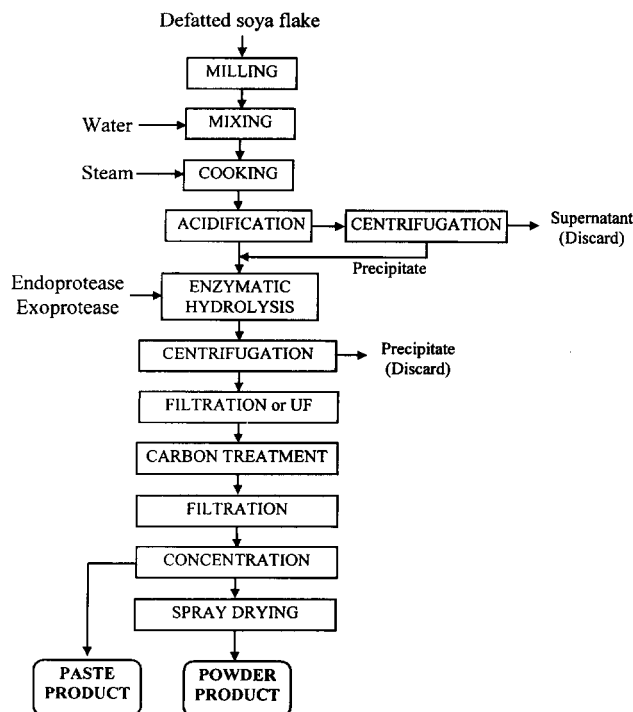 Defatted soya flake
MILLING
Water
MIXING
Steam
COOKING
ACIDIFICATION
CENTRIFUGATION
Supernatant
(Discard)
Precipitate
Endoprotease
Exoprotease
ENZYMATIC
HYDROLYSIS
CENTRIFUGATION
Precipitate
(Discard)
FILTRATION or UF
CARBON TREATMENT
FILTRATION
CONCENTRATION
SPRAY DRYING
PASTE
PRODUCT
POWDER
PRODUCT